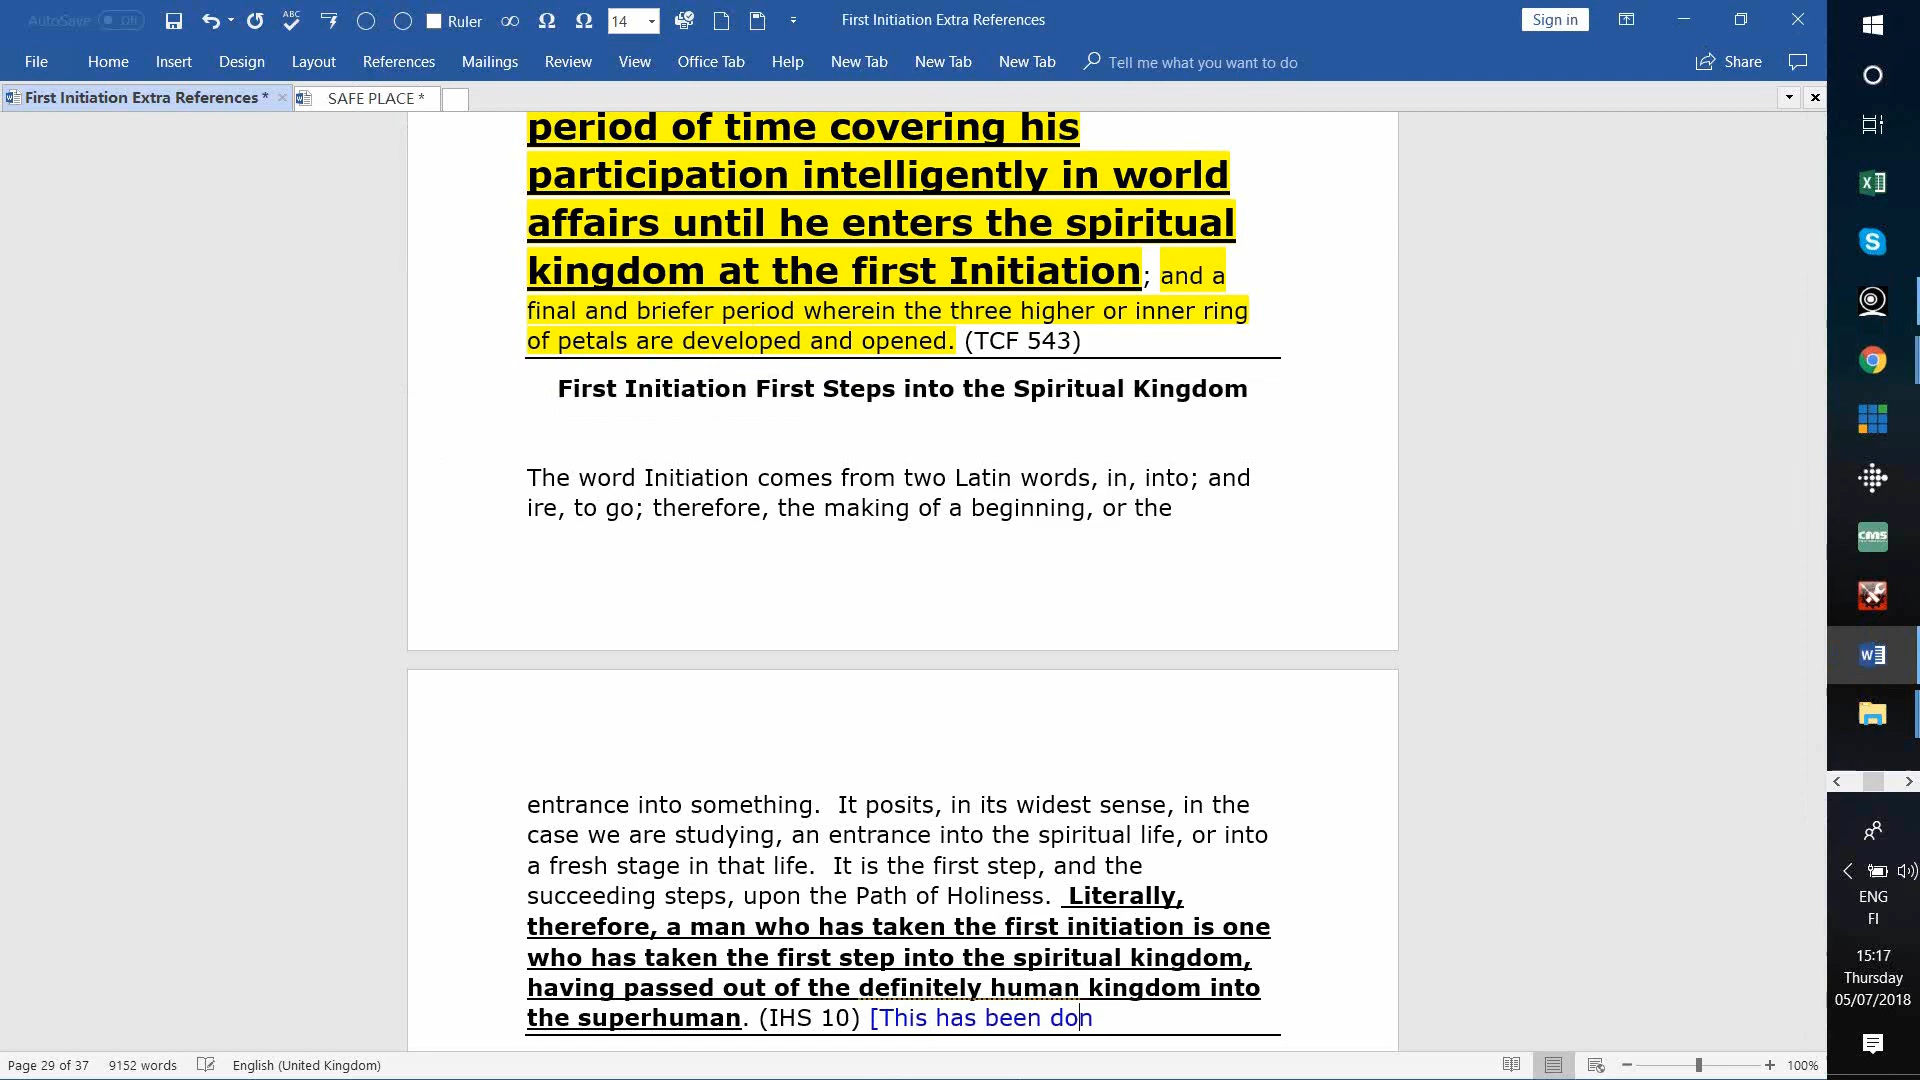 AutoSave Off
ABC
Ruler
14
First Initiation Extra References
Sign in
File Home Insert Design Layout References Mailings Review View Office Tab Help New Tab New Tab New Tab Tell me what you want to do Share
First Initiation Extra References * SAFE PLACE *
period of time covering his
participation intelligently in world
affairs until he enters the spiritual
kingdom at the first Initiation; and a
final and briefer period wherein the three higher or inner ring
of petals are developed and opened. (TCF 543)
First Initiation First Steps into the Spiritual Kingdom
The word Initiation comes from two Latin words, in, into; and
ire, to go; therefore, the making of a beginning, or the
entrance into something.  It posits, in its widest sense, in the
case we are studying, an entrance into the spiritual life, or into
a fresh stage in that life.  It is the first step, and the
succeeding steps, upon the Path of Holiness.  Literally,
therefore, a man who has taken the first initiation is one
who has taken the first step into the spiritual kingdom,
having passed out of the definitely human kingdom into
the superhuman. (IHS 10) [This has been don
Page 29 of 37 9152 words English (United Kingdom) 100%
cms
ENG
FI
15:17
Thursday
05/07/2018